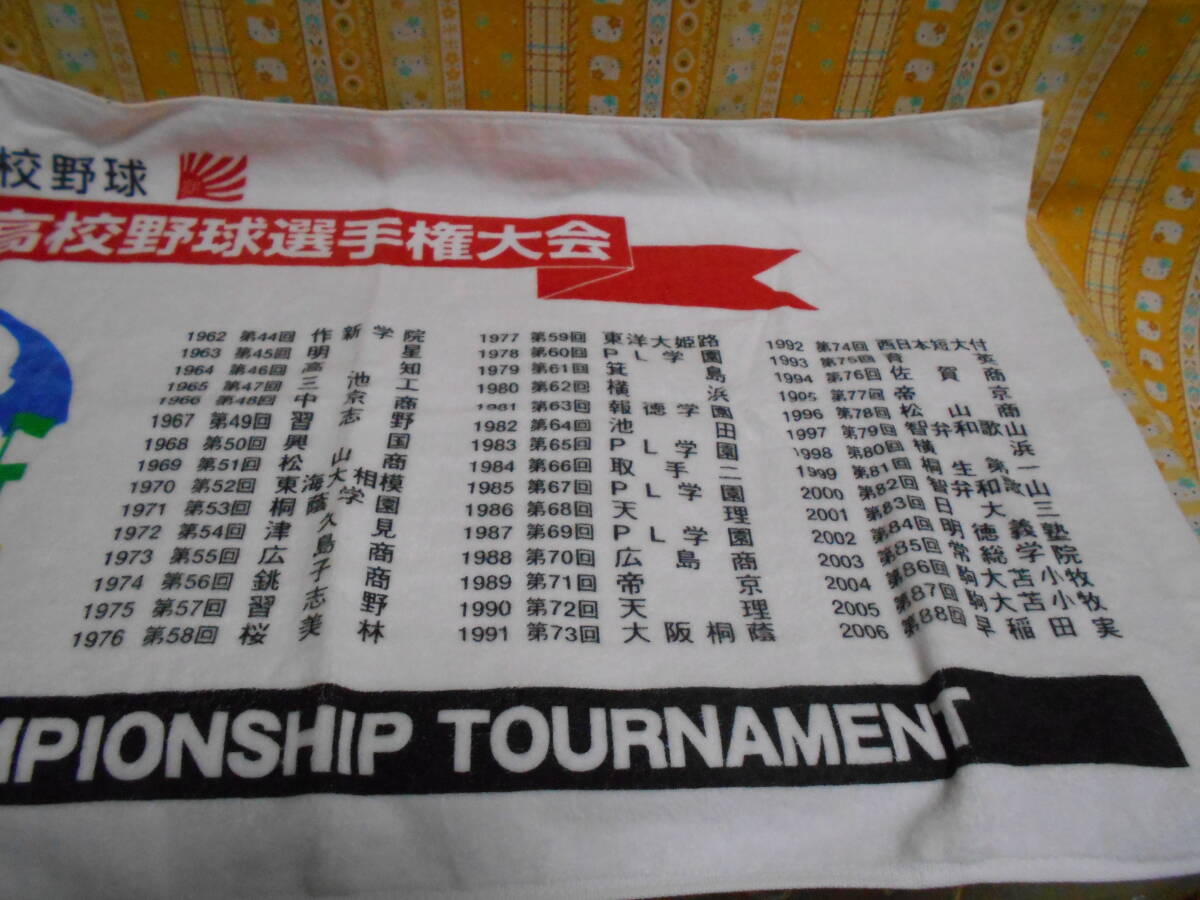 校野球
高校野球選手権大会
1962 第44回 作新学院
1963 第45回 明星
1964 第46回 高知
1965 第47回 三池工
1966 第48回 中京商
1967 第49回 習志野
1968 第50回 興国
1969 第51回 松山商
1970 第52回 東海大相模
1971 第53回 桐蔭学園
1972 第54回 津久見
1973 第55回 広島商
1974 第56回 銚子商
1975 第57回 習志野
1976 第58回 桜美林
1977 第59回 東洋大姫路
1978 第60回 PL学園
1979 第61回 箕島
1980 第62回 横浜
1981 第63回 報徳学園
1982 第64回 池田
1983 第65回 PL学園
1984 第66回 取手二
1985 第67回 PL学園
1986 第68回 天理
1987 第69回 PL学園
1988 第70回 広島商
1989 第71回 帝京
1990 第72回 天理
1991 第73回 大阪桐蔭
1992 第74回 西日本短大付
1993 第75回 育英
1994 第76回 佐賀商
1995 第77回 帝京
1996 第78回 松山商
1997 第79回 智弁和歌山
1998 第80回 横浜
1999 第81回 桐生第一
2000 第82回 智弁和歌山
2001 第83回 日大三
2002 第84回 明徳義塾
2003 第85回 常総学院
2004 第86回 駒大苫小牧
2005 第87回 駒大苫小牧
2006 第88回 早稲田実
MPIONSHIP TOURNAMENT